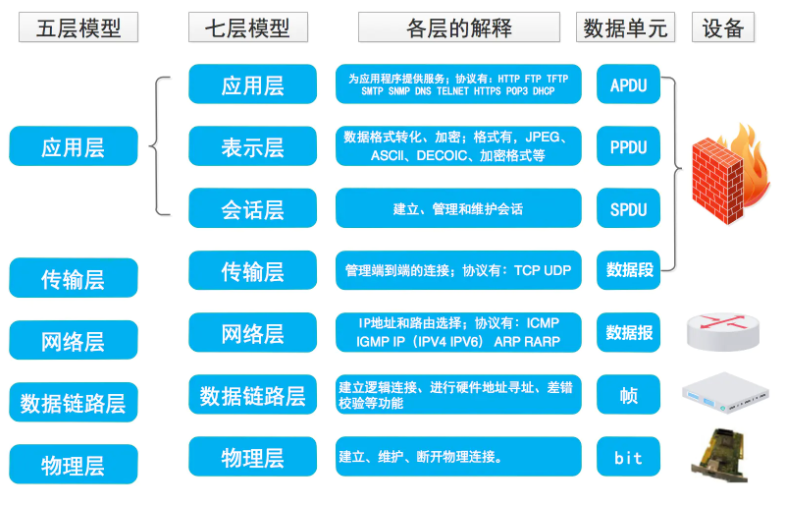 五层模型
七层模型
各层的解释
数据单元
设备
应用层
应用层
为应用程序提供服务；协议有：HTTP FTP TFTP
SMTP SNMP DNS TELNET HTTPS POP3 DHCP
APDU
表示层
数据格式转化、加密；格式有，JPEG、
ASCII、DECOIC、加密格式等
PPDU
会话层
建立、管理和维护会话
SPDU
传输层
传输层
管理端到端的连接；协议有：TCP UDP
数据段
网络层
网络层
IP地址和路由选择；协议有：ICMP
IGMP IP（IPV4 IPV6） ARP RARP
数据报
数据链路层
数据链路层
建立逻辑连接、进行硬件地址寻址、差错
校验等功能
帧
物理层
物理层
建立、维护、断开物理连接。
bit